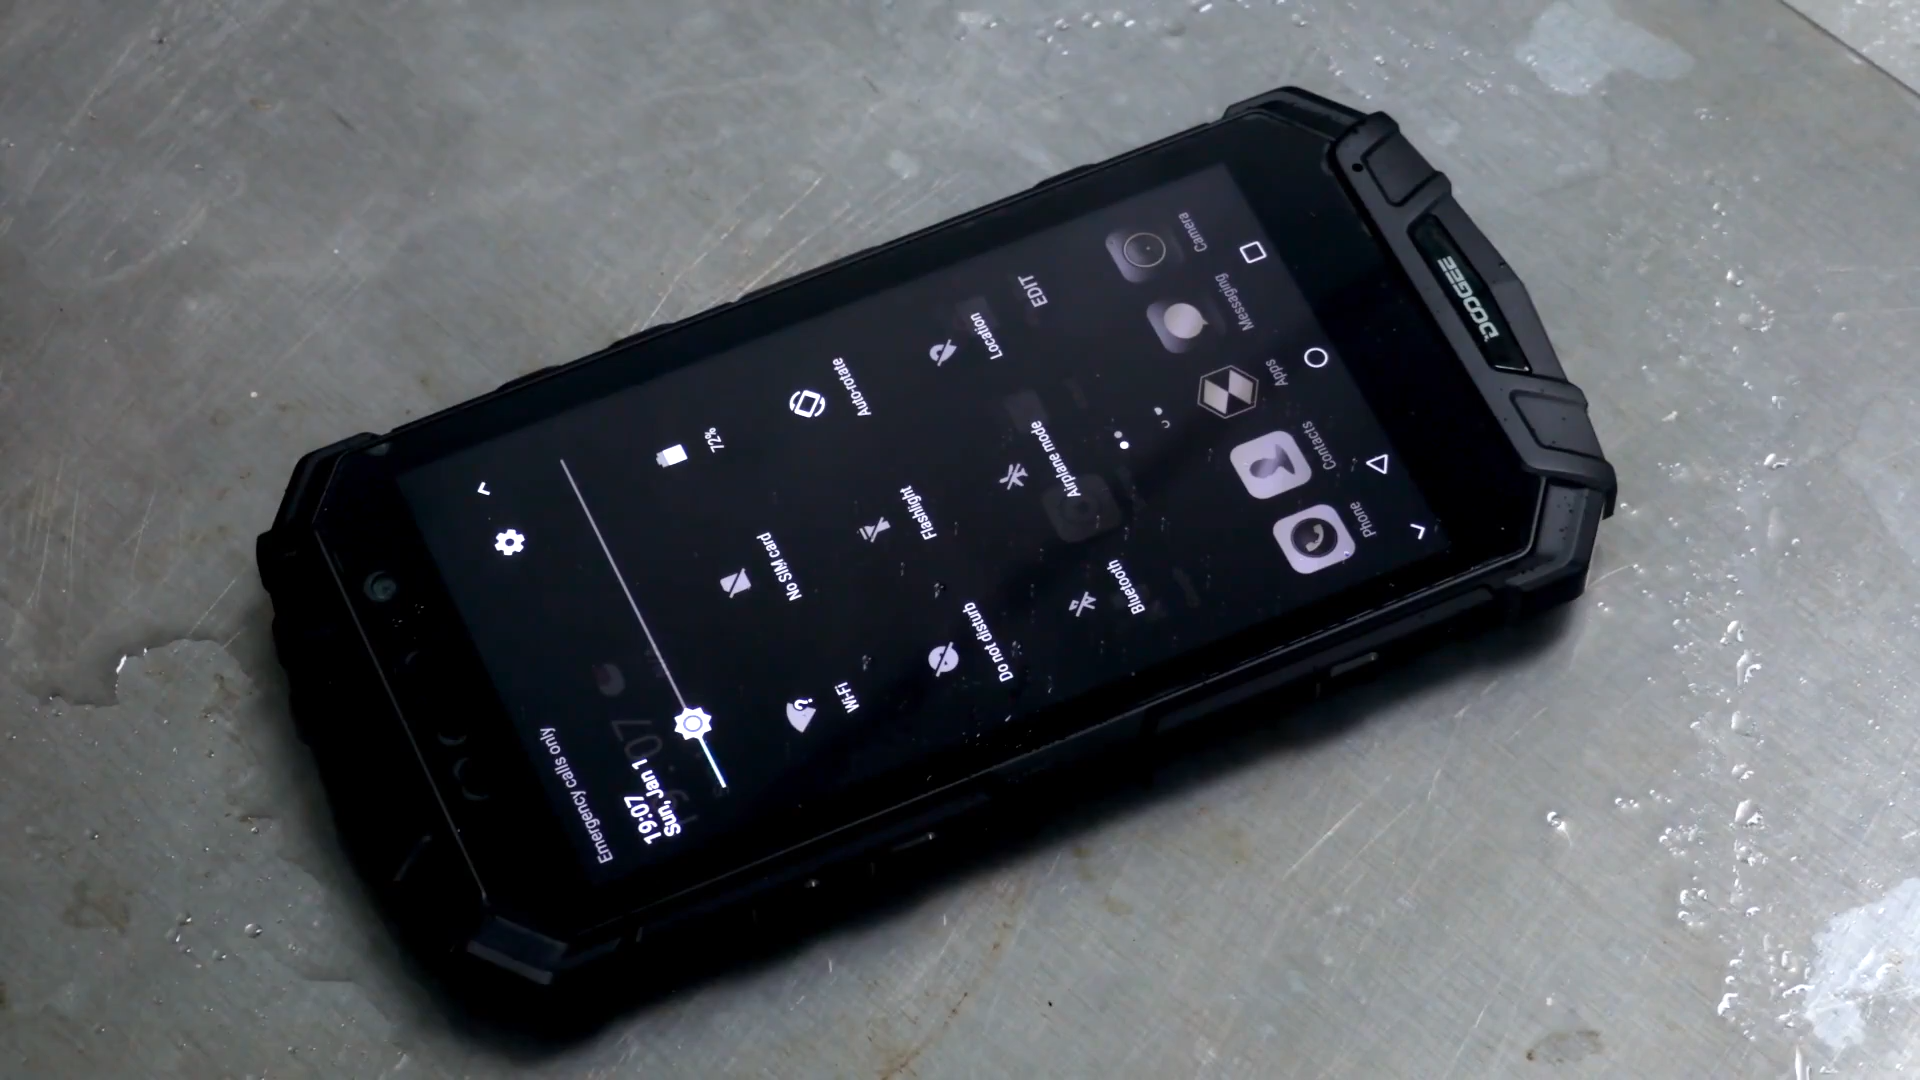 Emergency calls only
19:07
Sun, Jan 1
Wi-Fi
No SIM card
72%
Do not disturb
Flashlight
Auto-rotate
Bluetooth
Airplane mode
Location
EDIT
Phone
Contacts
Apps
Messaging
Camera
DOOGEE